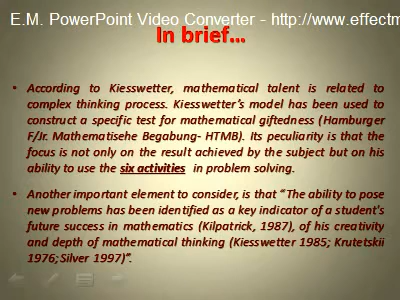 E.M. PowerPoint Video Converter - http://www.effectm
In brief…
• According to Kiesswetter, mathematical talent is related to
complex thinking process. Kiesswetter's model has been used to
construct a specific test for mathematical giftedness (Hamburger
F/Jr. Mathematisehe Begabung- HTMB). Its peculiarity is that the
focus is not only on the result achieved by the subject but on his
ability to use the six activities in problem solving.
• Another important element to consider, is that “ The ability to pose
new problems has been identified as a key indicator of a student's
future success in mathematics (Kilpatrick, 1987), of his creativity
and depth of mathematical thinking (Kiesswetter 1985; Krutetskii
1976; Silver 1997)”.